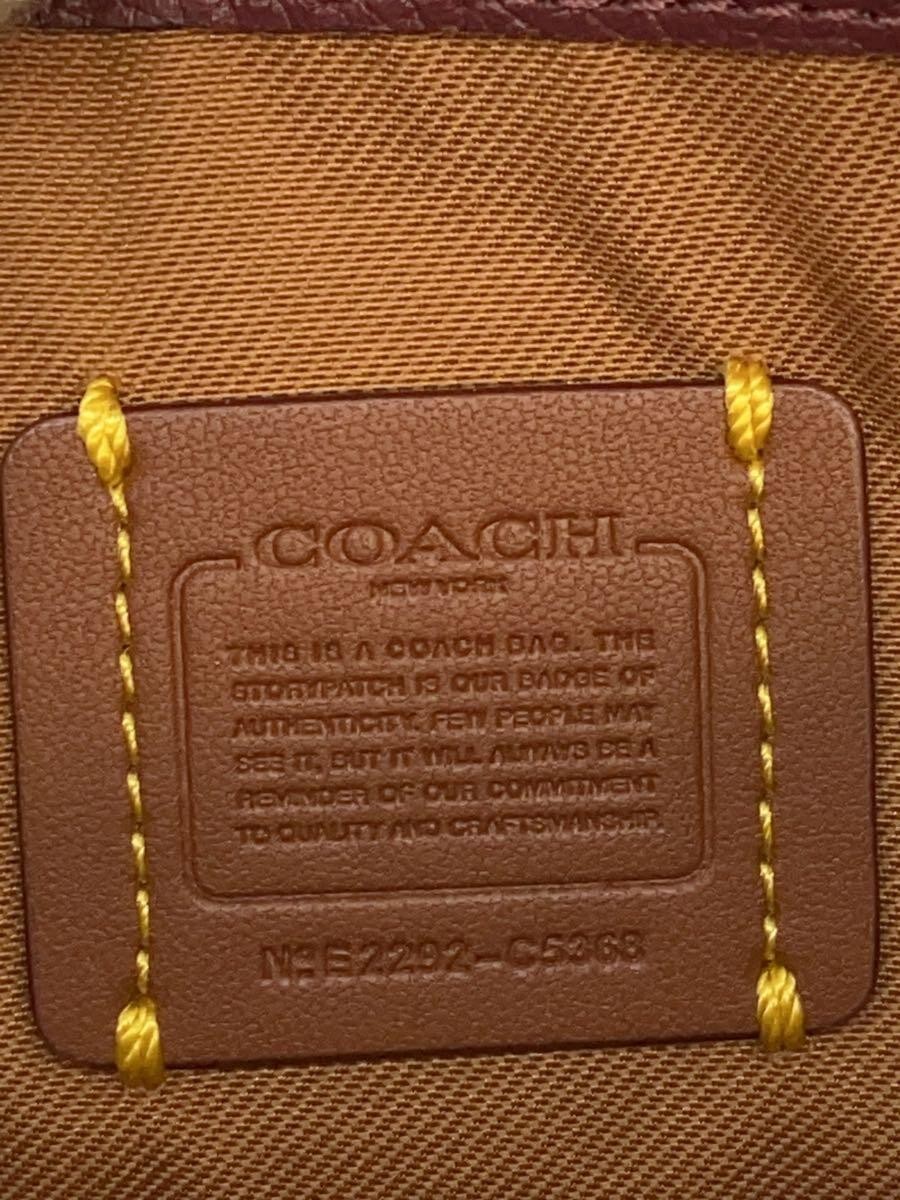 COACH
NEW YORK
THIS IS A COACH BAG. THE
STORYPATCH IS OUR BADGE OF
AUTHENTICITY. FEW PEOPLE MAY
SEE IT, BUT IT WILL ALWAYS BE A
REMINDER OF OUR COMMITMENT
TO QUALITY AND CRAFTSMANSHIP.
Nº E2292-C5368